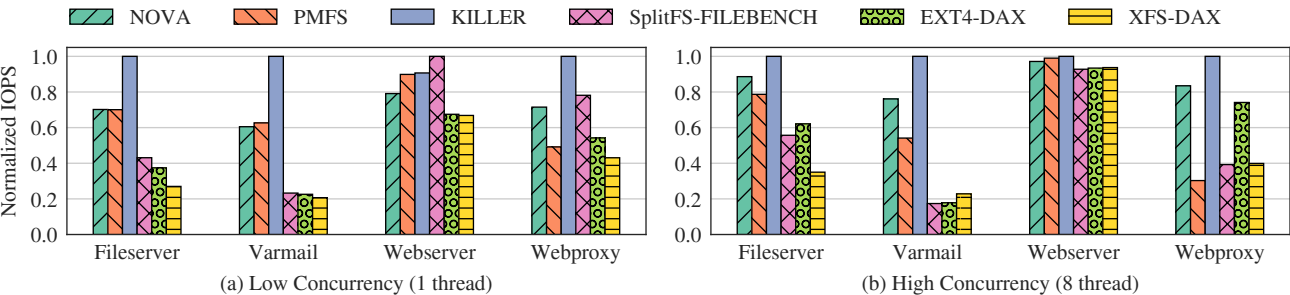 NOVA PMFS KILLER SplitFS-FILEBENCH EXT4-DAX XFS-DAX
Normalized IOPS
1.0
0.8
0.6
0.4
0.2
0.0
Fileserver Varmail Webserver Webproxy
(a) Low Concurrency (1 thread)
1.0
0.8
0.6
0.4
0.2
0.0
Fileserver Varmail Webserver Webproxy
(b) High Concurrency (8 thread)